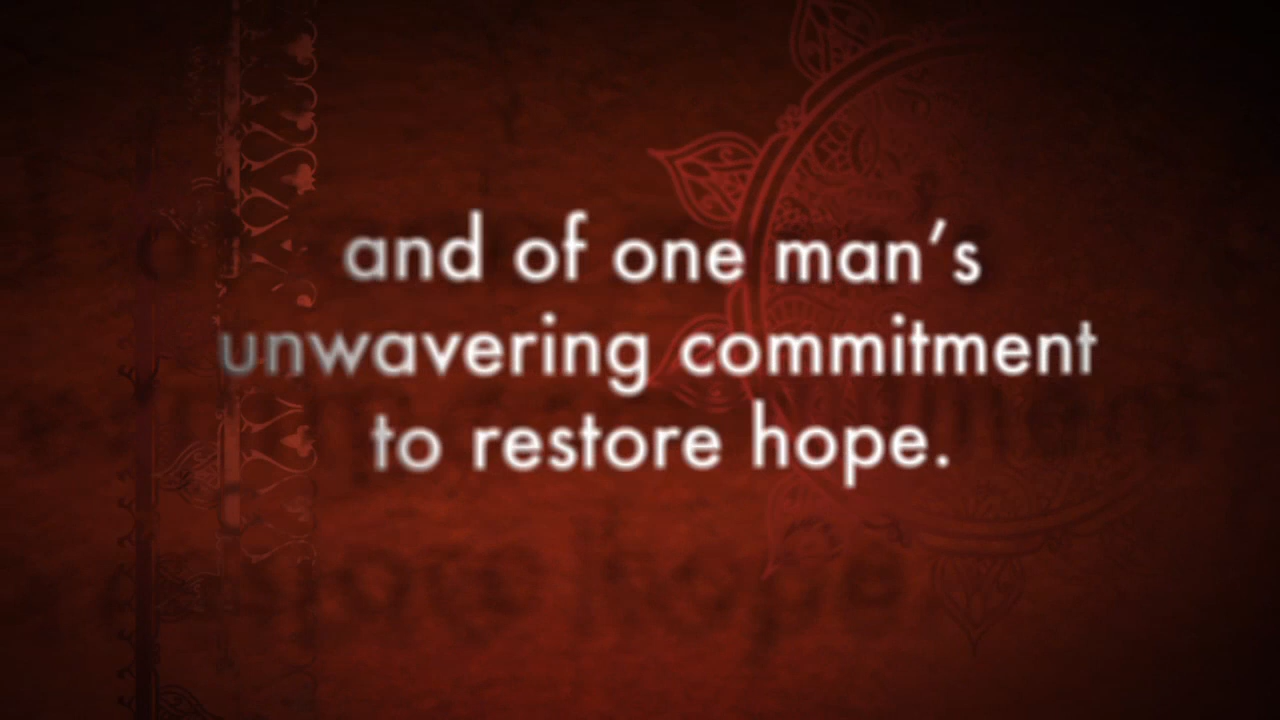 and of one man’s
unwavering commitment
to restore hope.